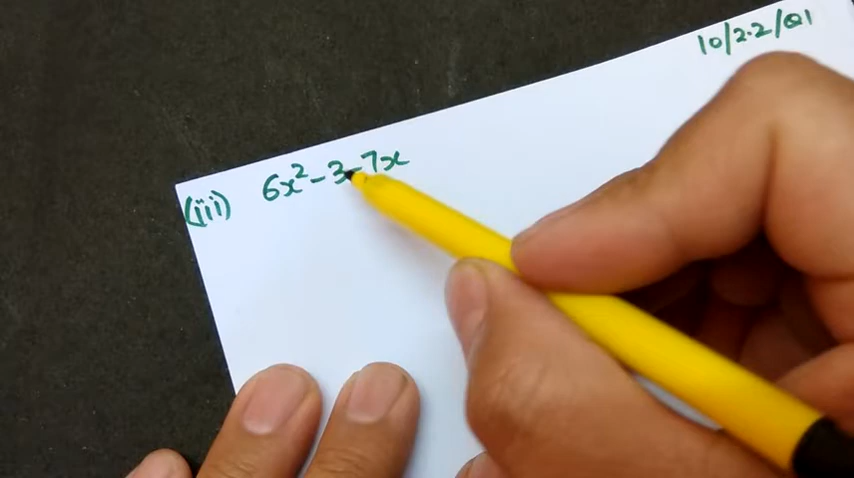 10/2.2/Q1
(iii) 6x² - 3 - 7x